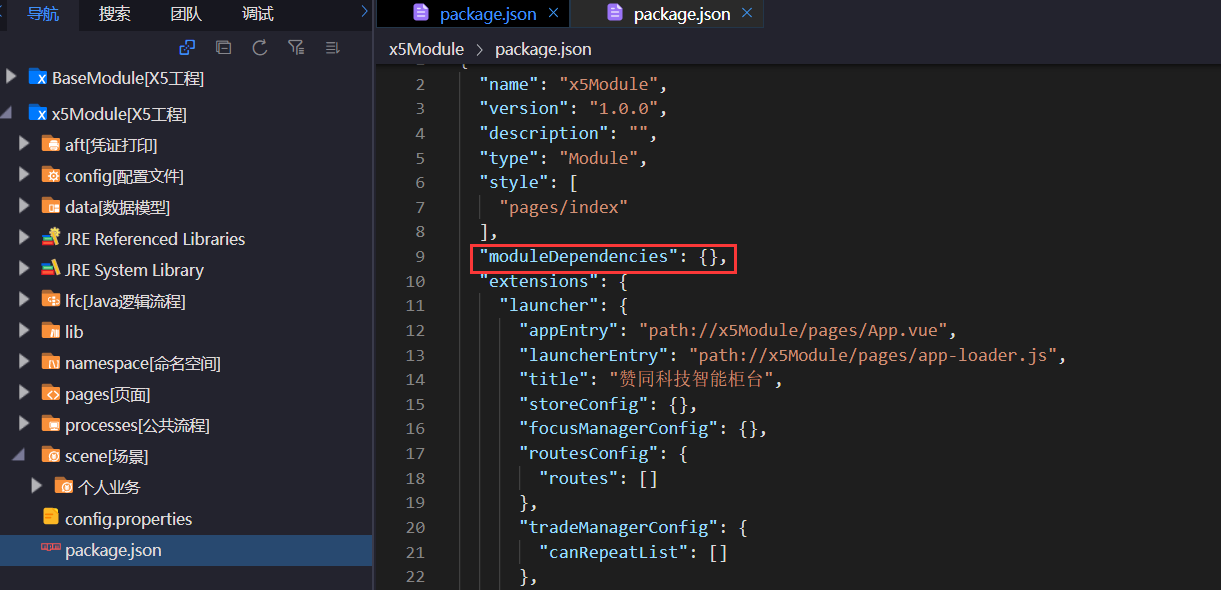 导航 搜索 团队 调试
BaseModule[X5工程]
x5Module[X5工程]
aft[凭证打印]
config[配置文件]
data[数据模型]
JRE Referenced Libraries
JRE System Library
lfc[Java逻辑流程]
lib
namespace[命名空间]
pages[页面]
processes[公共流程]
scene[场景]
个人业务
config.properties
package.json
package.json × package.json ×
x5Module > package.json
2 "name": "x5Module",
3 "version": "1.0.0",
4 "description": "",
5 "type": "Module",
6 "style": [
7 "pages/index"
8 ],
9 "moduleDependencies": {},
10 "extensions": {
11 "launcher": {
12 "appEntry": "path://x5Module/pages/App.vue",
13 "launcherEntry": "path://x5Module/pages/app-loader.js",
14 "title": "赞同科技智能柜台",
15 "storeConfig": {},
16 "focusManagerConfig": {},
17 "routesConfig": {
18 "routes": []
19 },
20 "tradeManagerConfig": {
21 "canRepeatList": []
22 },